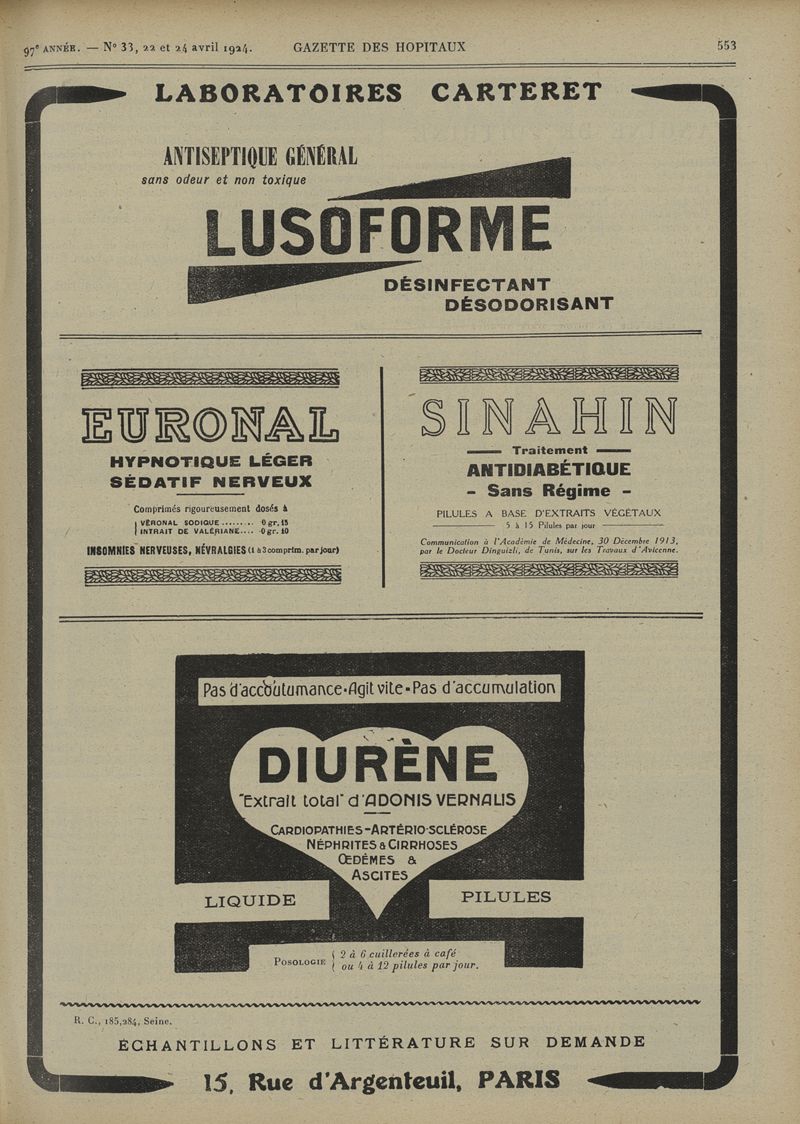 97e ANNÉE. — N° 33, 22 et 24 avril 1924. GAZETTE DES HOPITAUX 553
LABORATOIRES CARTERET
ANTISEPTIQUE GÉNÉRAL
sans odeur et non toxique
LUSOFORME
DÉSINFECTANT
DÉSODORISANT
EURONAL
HYPNOTIQUE LÉGER
SÉDATIF NERVEUX
Comprimés rigoureusement dosés à
VÉRONAL SODIQUE ........ 0 gr. 15
INTRAIT DE VALÉRIANE.... 0 gr. 10
INSOMNIES NERVEUSES, NÉVRALGIES (1 à 3 comprim. par jour)
SINAHIN
Traitement
ANTIDIABÉTIQUE
- Sans Régime -
PILULES A BASE D'EXTRAITS VÉGÉTAUX
5 à 15 Pilules par jour
Communication à l'Académie de Médecine, 30 Décembre 1913,
par le Docteur Dinguizli, de Tunis, sur les Travaux d'Avicenne.
Pas d'accoutumance-Agit vite-Pas d'accumulation
DIURÈNE
"Extrait total" d'ADONIS VERNALIS
CARDIOPATHIES-ARTÉRIO-SCLÉROSE
NÉPHRITES & CIRRHOSES
ŒDÈMES &
ASCITES
LIQUIDE PILULES
POSOLOGIE { 2 à 6 cuillerées à café
ou 4 à 12 pilules par jour.
R. C., 185,284, Seine.
ÉCHANTILLONS ET LITTÉRATURE SUR DEMANDE
15, Rue d'Argenteuil, PARIS